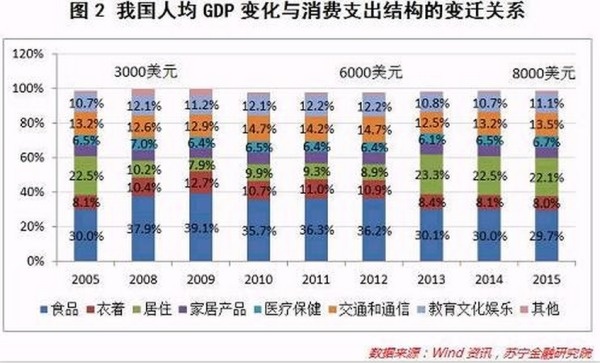 图 2 我国人均 GDP 变化与消费支出结构的变迁关系
120%
3000美元 6000美元 8000美元
100%
10.7% 12.1% 11.2% 12.1% 12.2% 12.2% 10.8% 10.7% 11.1%
80%
13.2% 12.6% 12.9% 14.7% 14.2% 14.7% 12.5% 13.2% 13.5%
6.5% 7.0% 6.4% 6.5% 6.4% 6.4% 6.1% 6.5% 6.7%
60%
22.5% 10.2% 7.9% 9.9% 9.3% 8.9% 23.3% 22.5% 22.1%
40%
8.1% 10.4% 12.7% 10.7% 11.0% 10.9% 8.4% 8.1% 8.0%
20%
30.0% 37.9% 39.1% 35.7% 36.3% 36.2% 30.1% 30.0% 29.7%
0%
2005 2008 2009 2010 2011 2012 2013 2014 2015
食品 衣着 居住 家居产品 医疗保健 交通和通信 教育文化娱乐 其他
数据来源：Wind 资讯，苏宁金融研究院